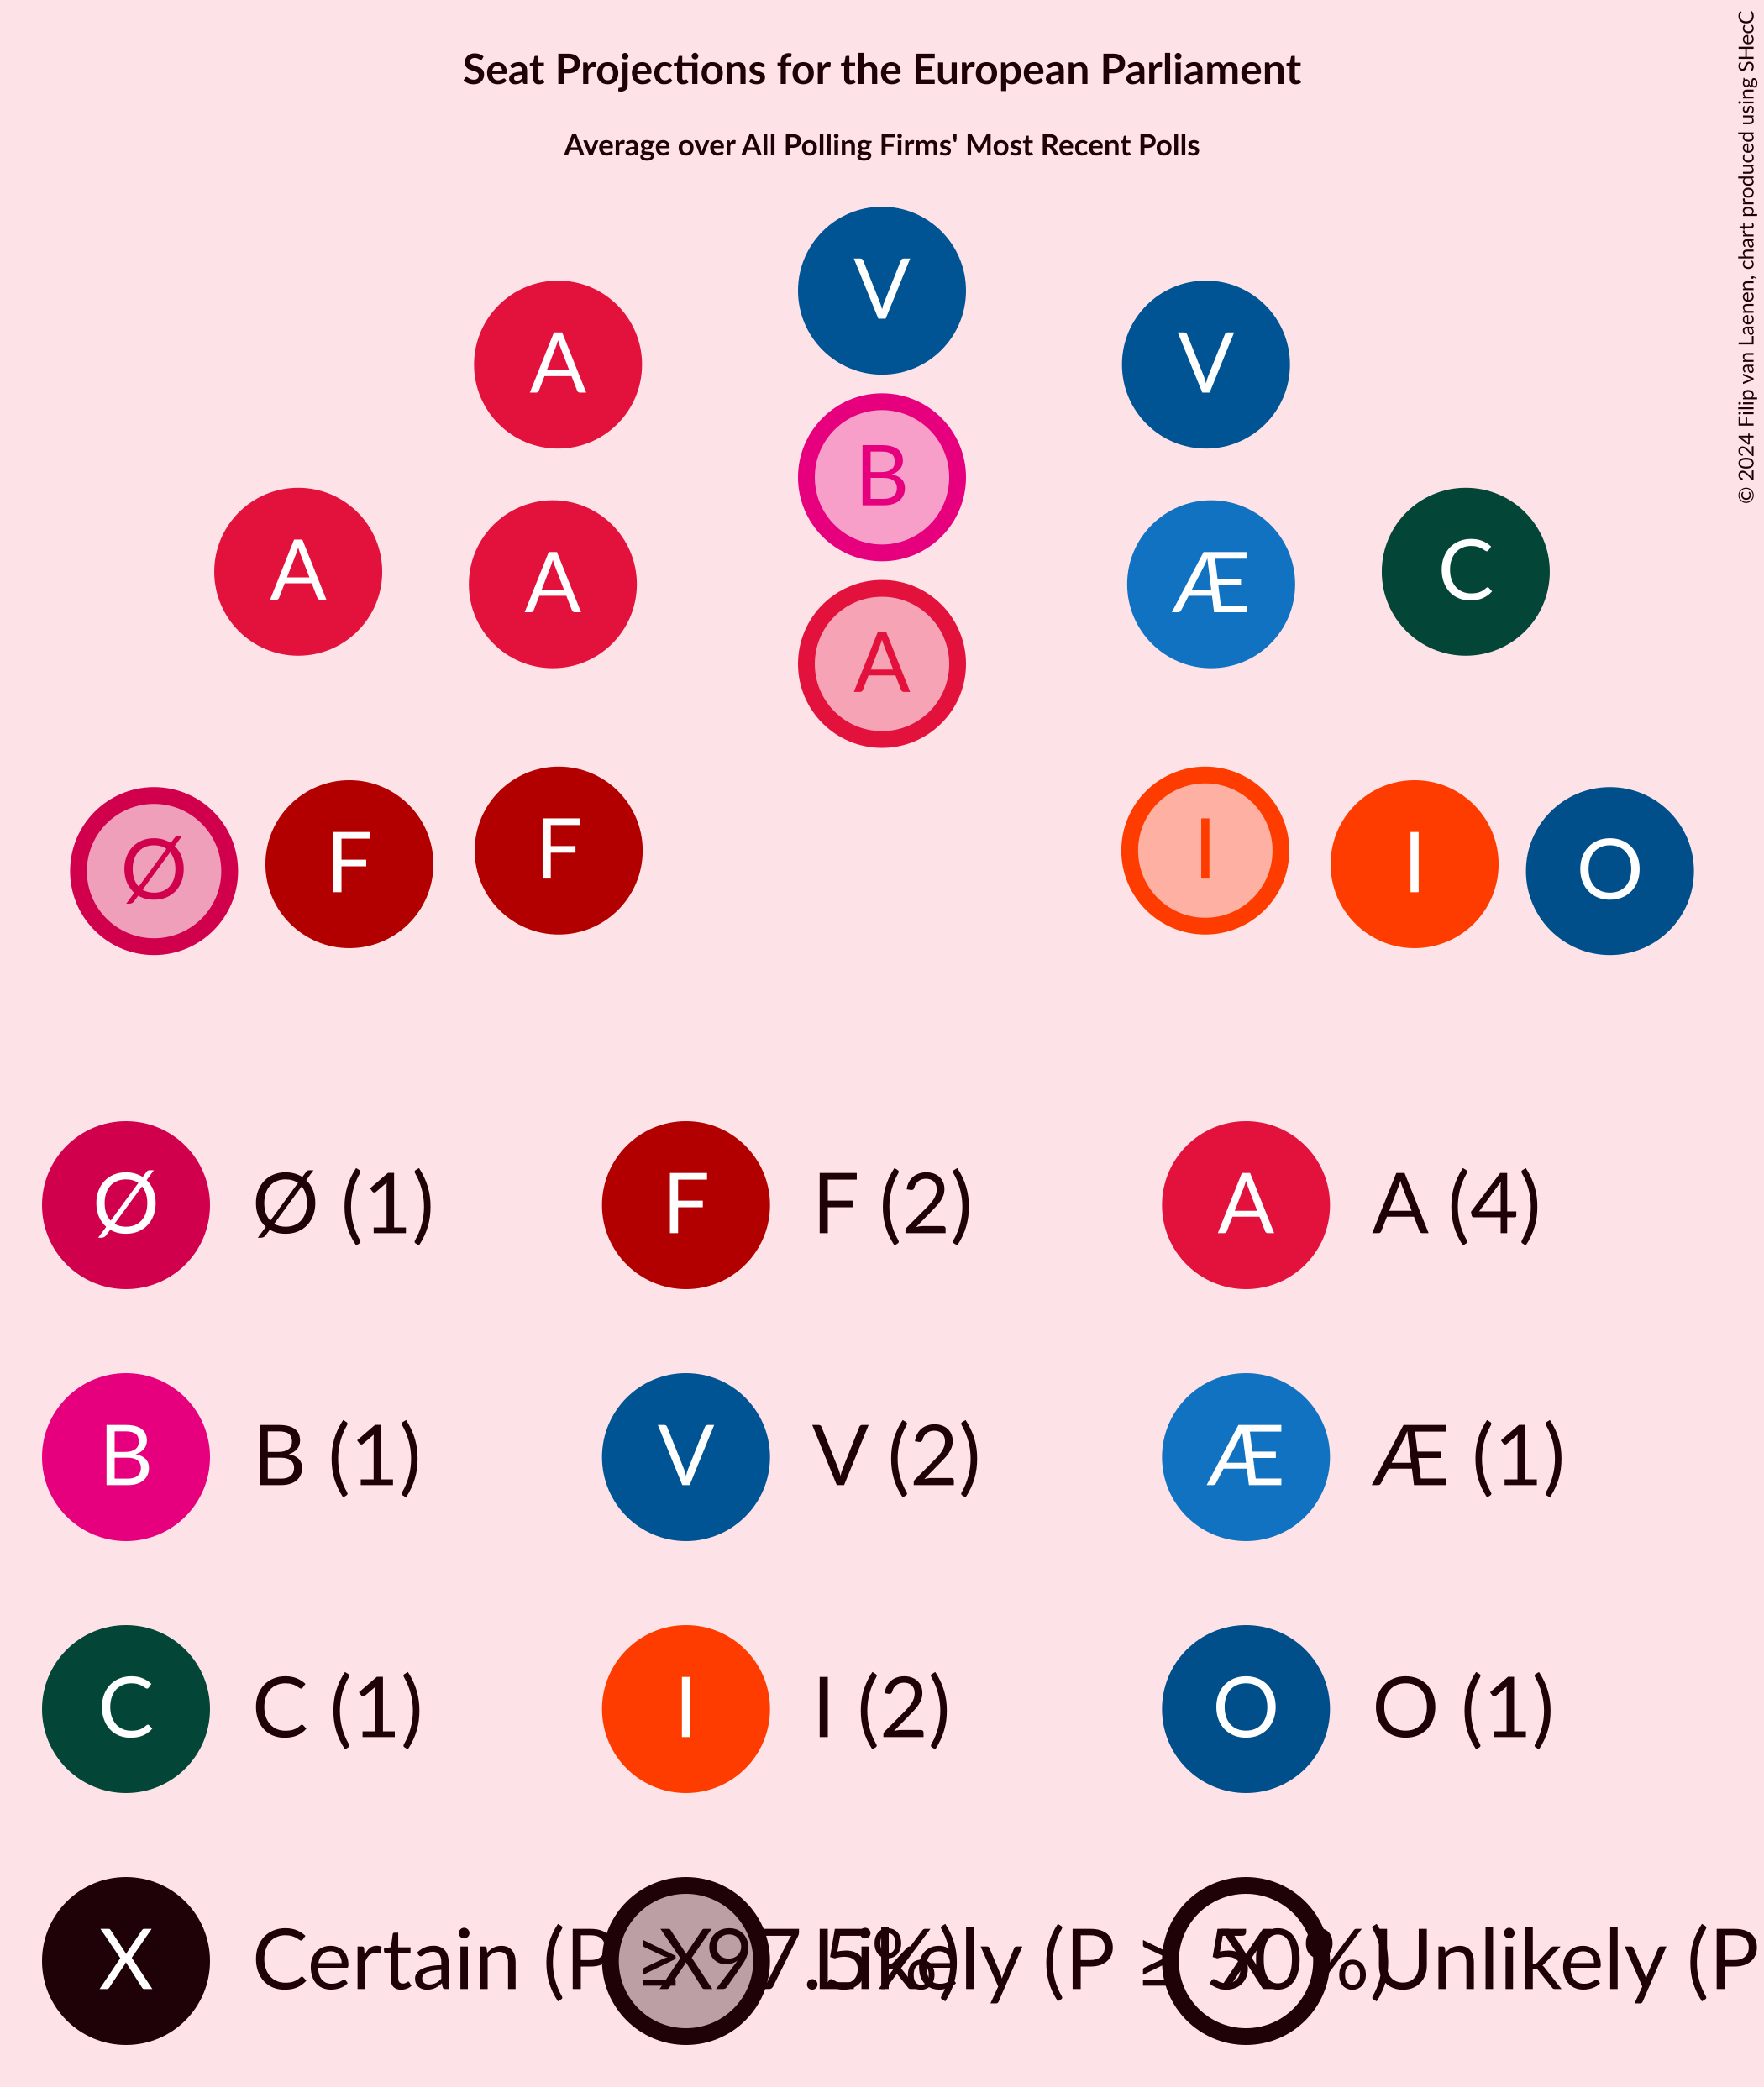 Seat Projections for the European Parliament
Average over All Polling Firms' Most Recent Polls
© 2024 Filip van Laenen, chart produced using SHecC
V
A
V
B
A
A
Æ
C
A
Ø
F
F
I
I
O
Ø Ø (1)
F F (2)
A A (4)
B B (1)
V V (2)
Æ Æ (1)
C C (1)
I I (2)
O O (1)
X Certain (P ≥ 97.5%)
X Likely (P ≥ 50%)
X Unlikely (P